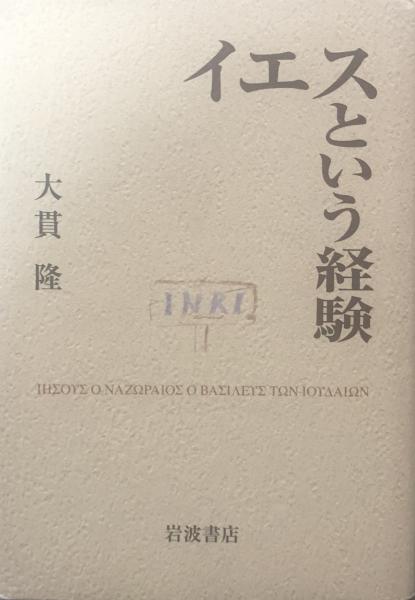 イエスという経験
大貫 隆
INRI
ΙΗΣΟΥΣ Ο ΝΑΖΩΡΑΙΟΣ Ο ΒΑΣΙΛΕΥΣ ΤΩΝ ΙΟΥΔΑΙΩΝ
岩波書店